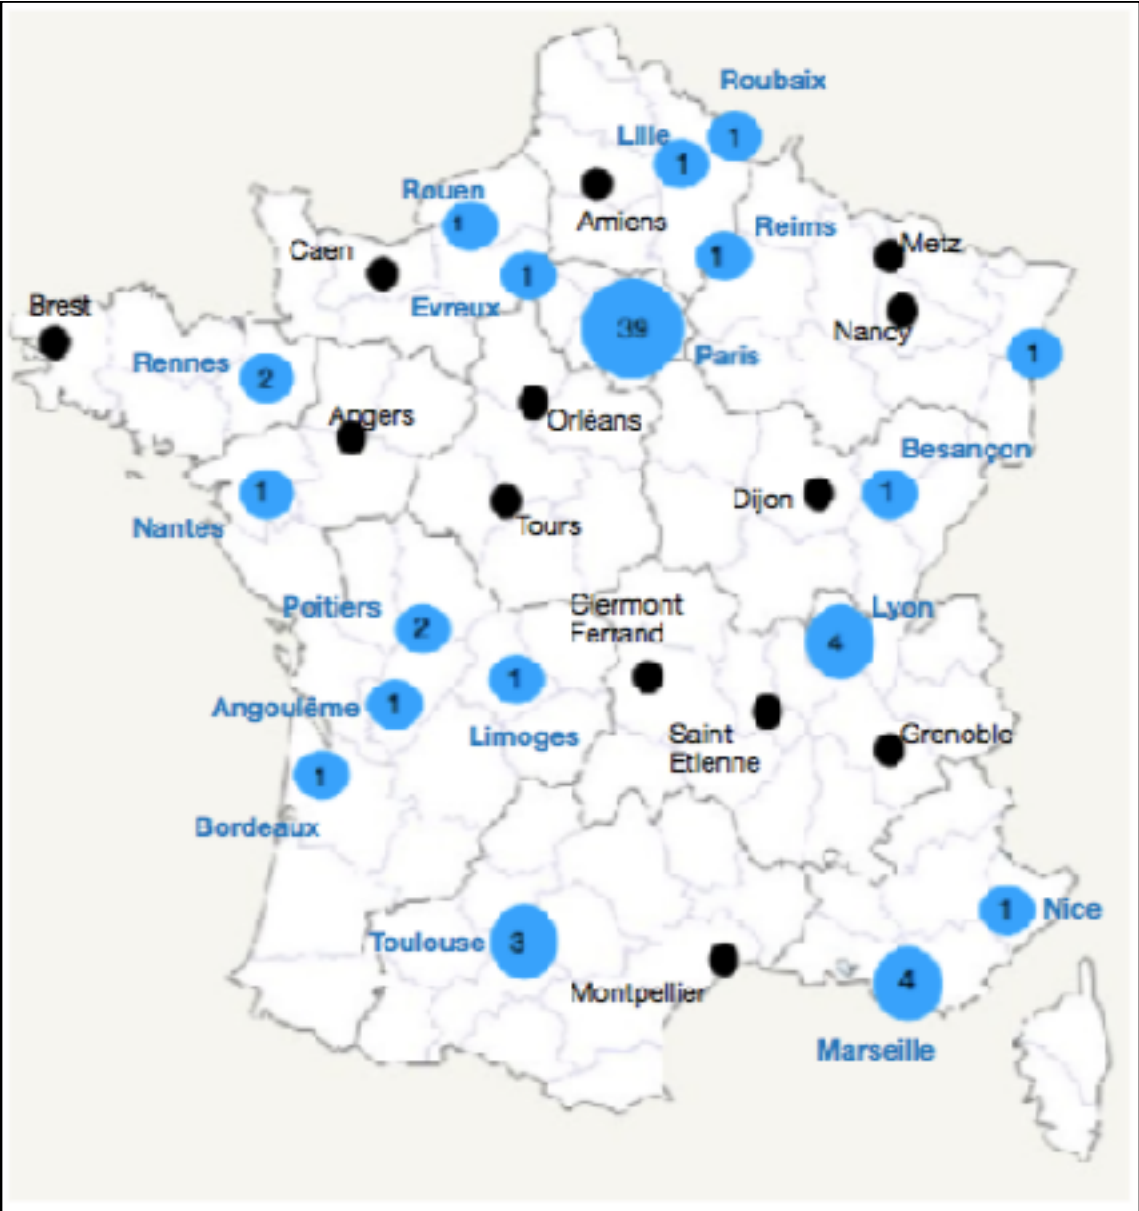 Roubaix
1
Lille
1
Rouen
1
Amiens
Reims
1
Metz
Caen
1
Evreux
Brest
39
Nancy
Paris
1
Rennes
2
Angers
Orléans
Besançon
1
Nantes
Dijon
1
Tours
Poitiers
2
Clermont
Ferrand
Lyon
4
1
Angoulême
1
Limoges
Saint
Etienne
Grenoble
1
Bordeaux
1
Nice
Toulouse
3
Montpellier
4
Marseille